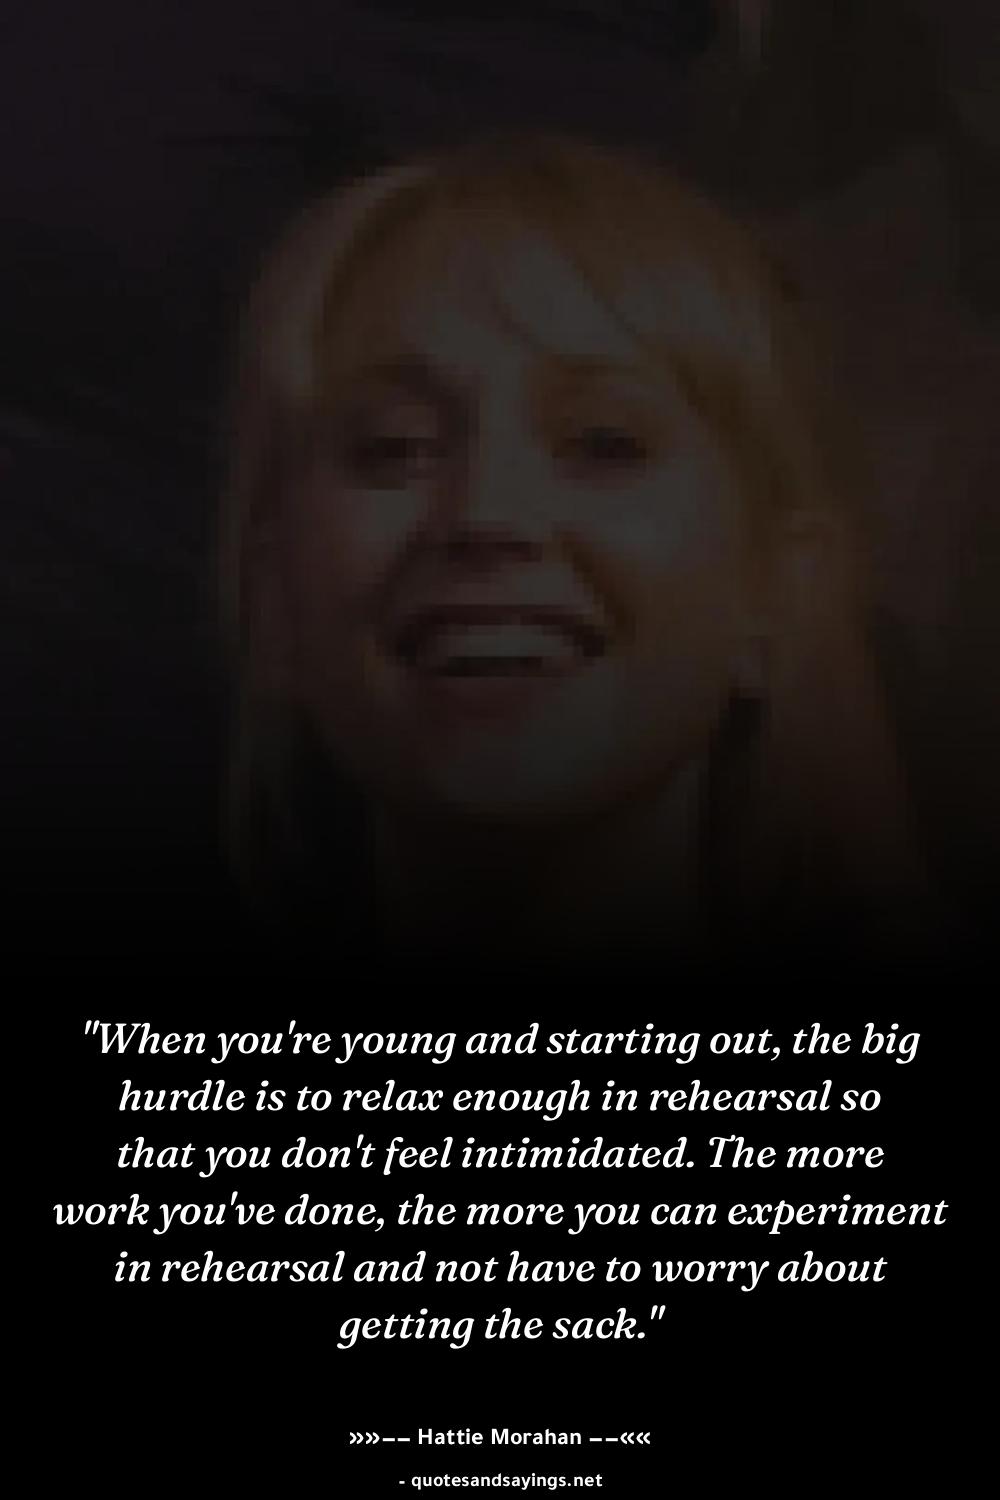 "When you're young and starting out, the big
hurdle is to relax enough in rehearsal so
that you don't feel intimidated. The more
work you've done, the more you can experiment
in rehearsal and not have to worry about
getting the sack."
»»–– Hattie Morahan ––««
- quotesandsayings.net